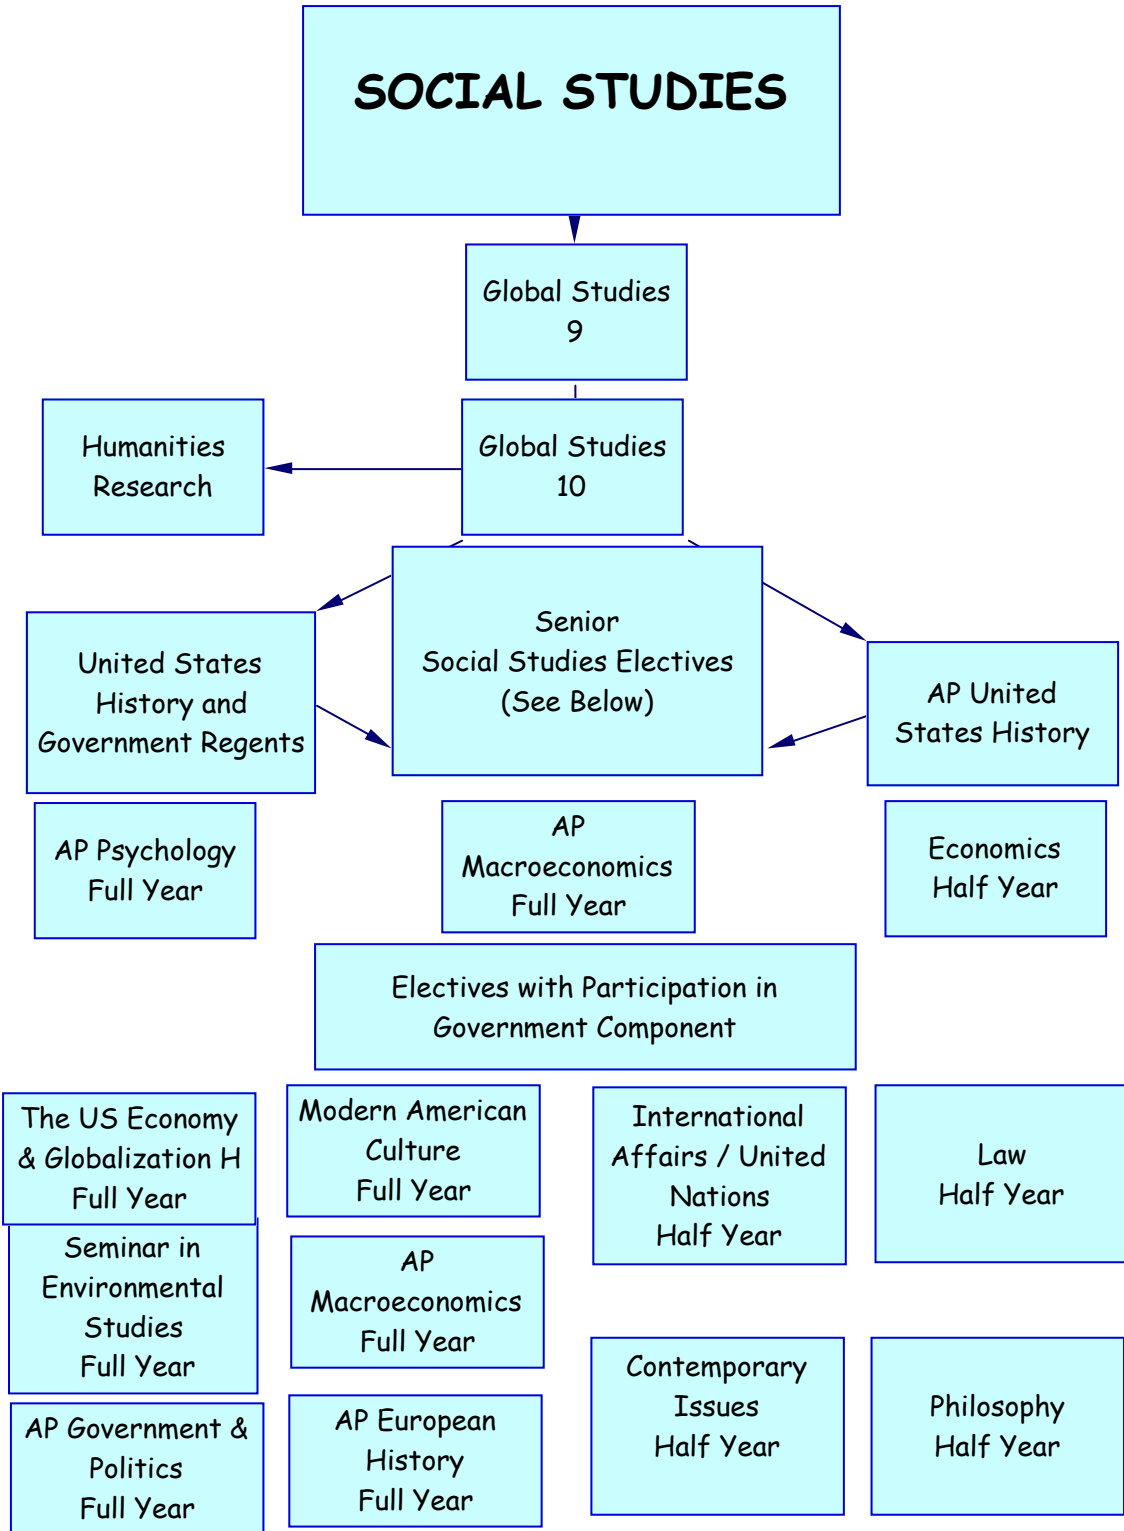 SOCIAL STUDIES
Global Studies
9
Humanities
Research
Global Studies
10
United States
History and
Government Regents
Senior
Social Studies Electives
(See Below)
AP United
States History
AP Psychology
Full Year
AP
Macroeconomics
Full Year
Economics
Half Year
Electives with Participation in
Government Component
The US Economy
& Globalization H
Full Year
Modern American
Culture
Full Year
International
Affairs / United
Nations
Half Year
Law
Half Year
Seminar in
Environmental
Studies
Full Year
AP
Macroeconomics
Full Year
Contemporary
Issues
Half Year
Philosophy
Half Year
AP Government &
Politics
Full Year
AP European
History
Full Year